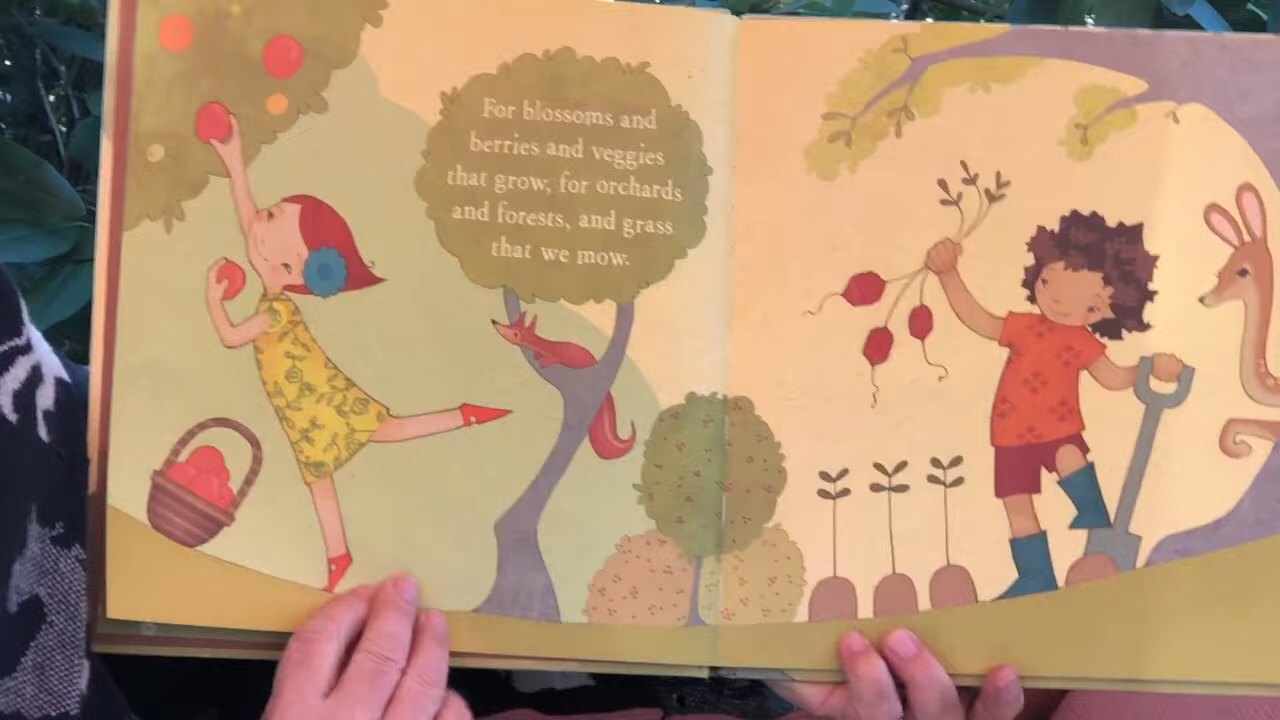 For blossoms and
berries and veggies
that grow, for orchards
and forests, and grass
that we mow.